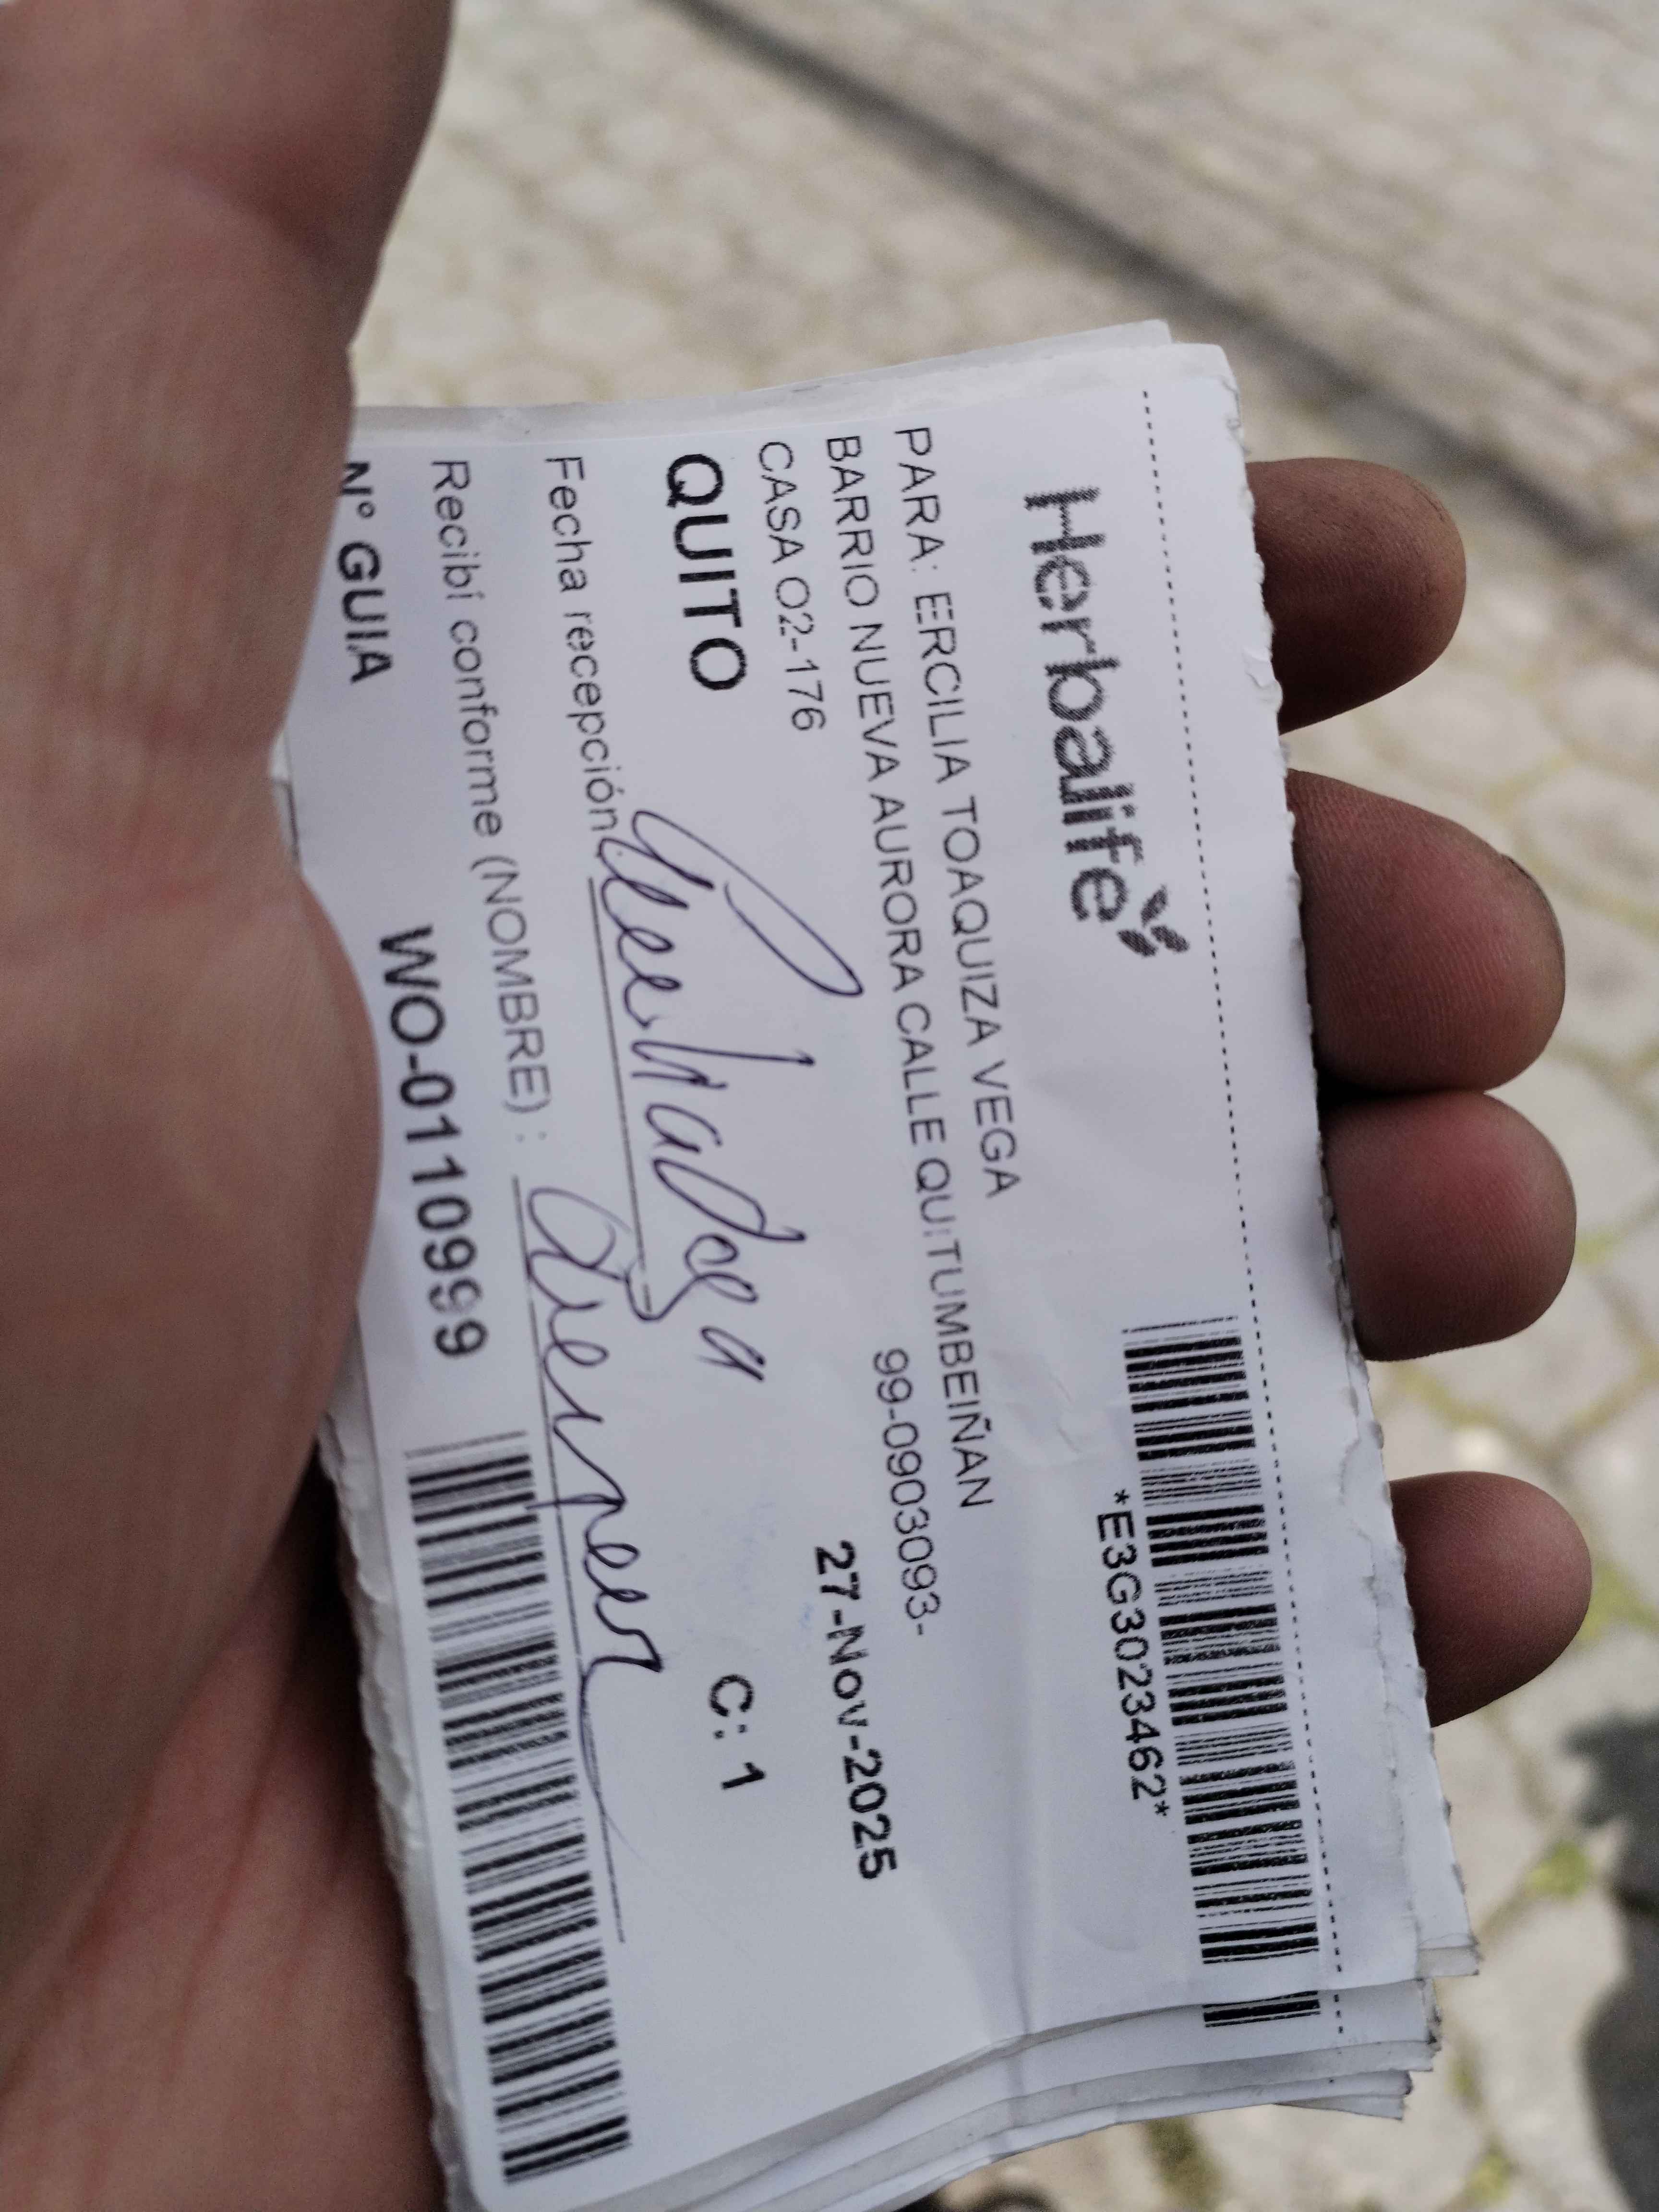 Herbalife
*E3G3023462*
PARA: ERCILIA TOAQUIZA VEGA
BARRIO NUEVA AURORA CALLE QUITUMBEIÑAN
CASA O2-176
99-0903093-
27-Nov-2025
QUITO
C: 1
Fecha recepción
Recibí conforme (NOMBRE) :
Nº GUIA
WO-0110999